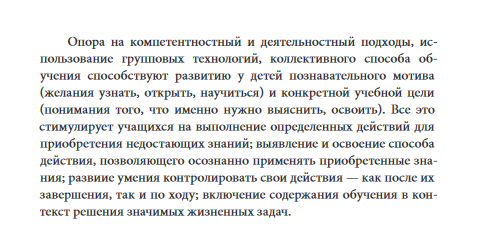 Опора на компетентностный и деятельностный подходы, ис-
пользование групповых технологий, коллективного способа об-
учения способствуют развитию у детей познавательного мотива
(желания узнать, открыть, научиться) и конкретной учебной цели
(понимания того, что именно нужно выяснить, освоить). Все это
стимулирует учащихся на выполнение определенных действий для
приобретения недостающих знаний; выявление и освоение способа
действия, позволяющего осознанно применять приобретенные зна-
ния; развиие умения контролировать свои действия — как после их
завершения, так и по ходу; включение содержания обучения в кон-
текст решения значимых жизненных задач.